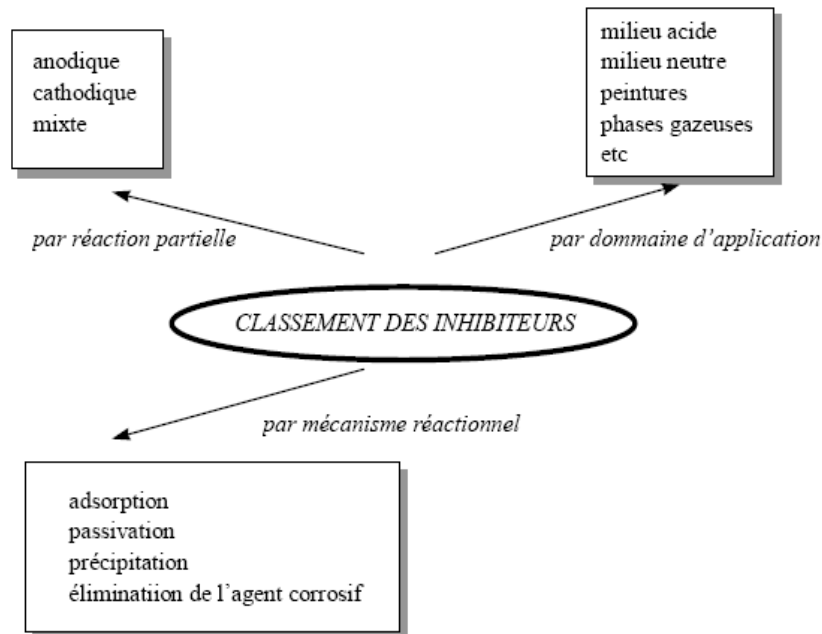 anodique
cathodique
mixte
milieu acide
milieu neutre
peintures
phases gazeuses
etc
par réaction partielle
par dommaine d'application
CLASSEMENT DES INHIBITEURS
par mécanisme réactionnel
adsorption
passivation
précipitation
éliminatiion de l'agent corrosif